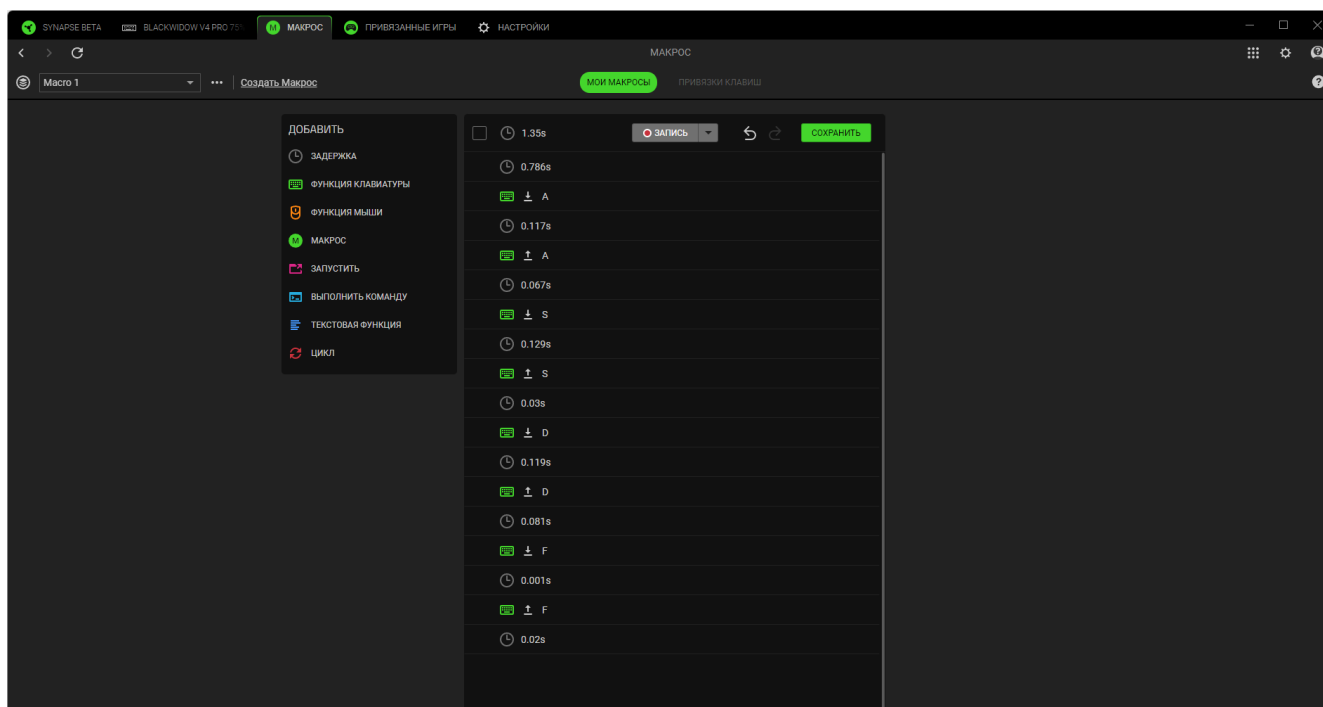 SYNAPSE BETA BLACKWIDOW V4 PRO 75% МАКРОС ПРИВЯЗАННЫЕ ИГРЫ НАСТРОЙКИ
МАКРОС
Macro 1 Создать Макрос МОИ МАКРОСЫ ПРИВЯЗКИ КЛАВИШ
ДОБАВИТЬ
ЗАДЕРЖКА
ФУНКЦИЯ КЛАВИАТУРЫ
ФУНКЦИЯ МЫШИ
М МАКРОС
ЗАПУСТИТЬ
ВЫПОЛНИТЬ КОМАНДУ
ТЕКСТОВАЯ ФУНКЦИЯ
ЦИКЛ
1.35s ЗАПИСЬ СОХРАНИТЬ
0.786s
A
0.117s
A
0.067s
S
0.129s
S
0.03s
D
0.119s
D
0.081s
F
0.001s
F
0.02s